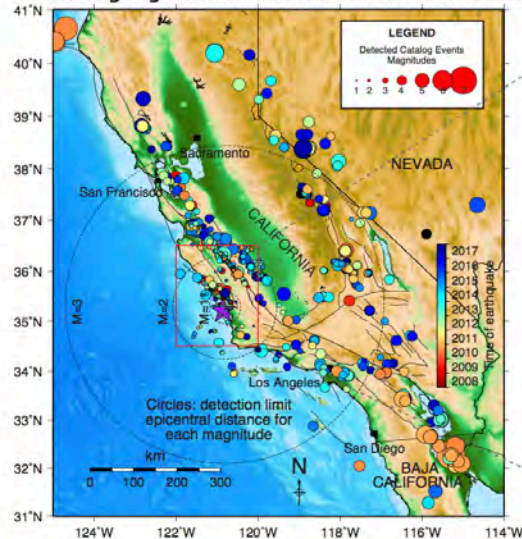 41°N
40°N
39°N
38°N
37°N
36°N
35°N
34°N
33°N
32°N
31°N
124°W
122°W
120°W
118°W
116°W
114°W
LEGEND
Detected Catalog Events
Magnitudes
1 2 3 4 5 6 7
NEVADA
Sacramento
San Francisco
CALIFORNIA
2017
2016
2015
2014
2013
2012
2011
2010
2009
2008
Time of earthquake
M=3
M=2
Los Angeles
Circles: detection limit
epicentral distance for
each magnitude
San Diego
BAJA
CALIFORNIA
km
0 100 200 300
N